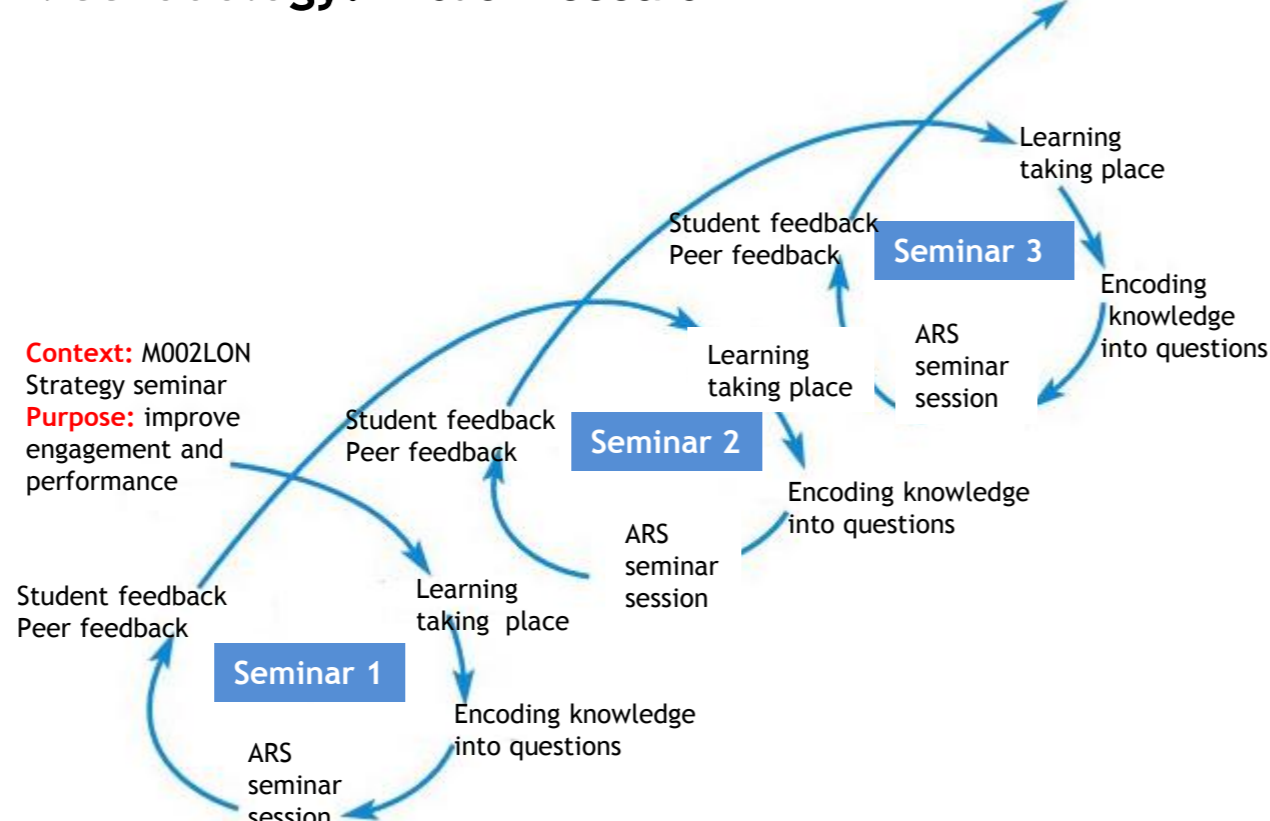 Learning
taking place
Student feedback
Peer feedback
Seminar 3
Encoding
knowledge
into questions
ARS
seminar
session
Context: M002LON
Strategy seminar
Purpose: improve
engagement and
performance
Learning
taking place
Student feedback
Peer feedback
Seminar 2
Encoding knowledge
into questions
ARS
seminar
session
Student feedback
Peer feedback
Learning
taking place
Seminar 1
Encoding knowledge
into questions
ARS
seminar
session